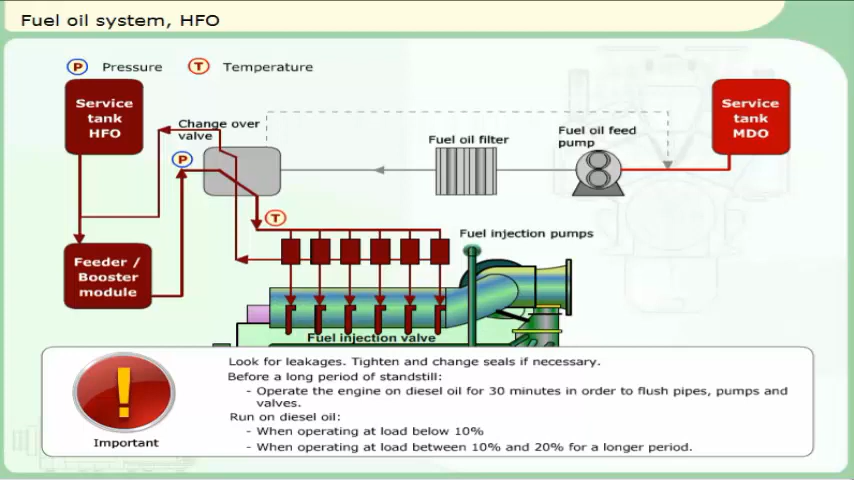 Fuel oil system, HFO
P Pressure T Temperature
Service
tank
HFO
Change over
valve
P
Fuel oil filter
Fuel oil feed
pump
Service
tank
MDO
T
Fuel injection pumps
Feeder /
Booster
module
Fuel injection valve
Important
Look for leakages. Tighten and change seals if necessary.
Before a long period of standstill:
- Operate the engine on diesel oil for 30 minutes in order to flush pipes, pumps and
valves.
Run on diesel oil:
- When operating at load below 10%
- When operating at load between 10% and 20% for a longer period.